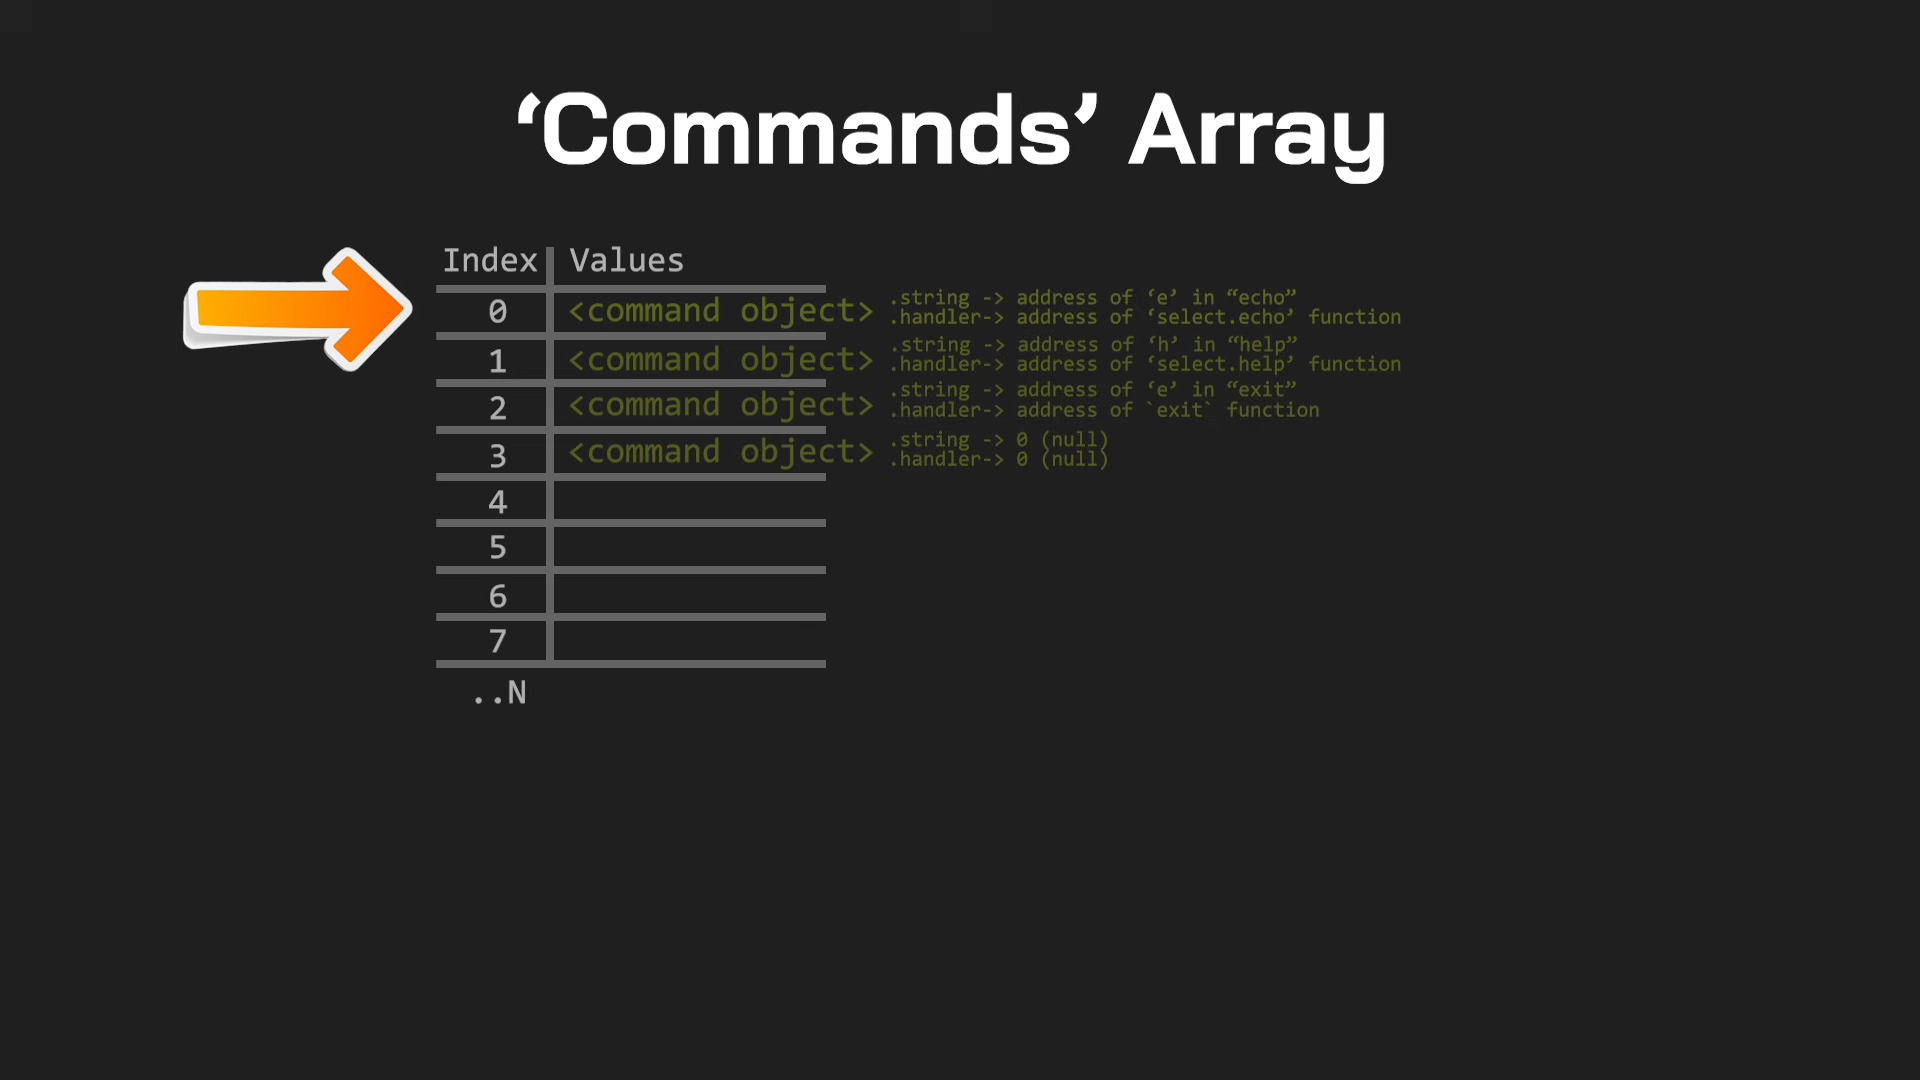 ‘Commands’ Array
Index Values
0 <command object> .string -> address of ‘e’ in “echo”
.handler-> address of ‘select.echo’ function
1 <command object> .string -> address of ‘h’ in “help”
.handler-> address of ‘select.help’ function
2 <command object> .string -> address of ‘e’ in “exit”
.handler-> address of `exit` function
3 <command object> .string -> 0 (null)
.handler-> 0 (null)
4
5
6
7
..N